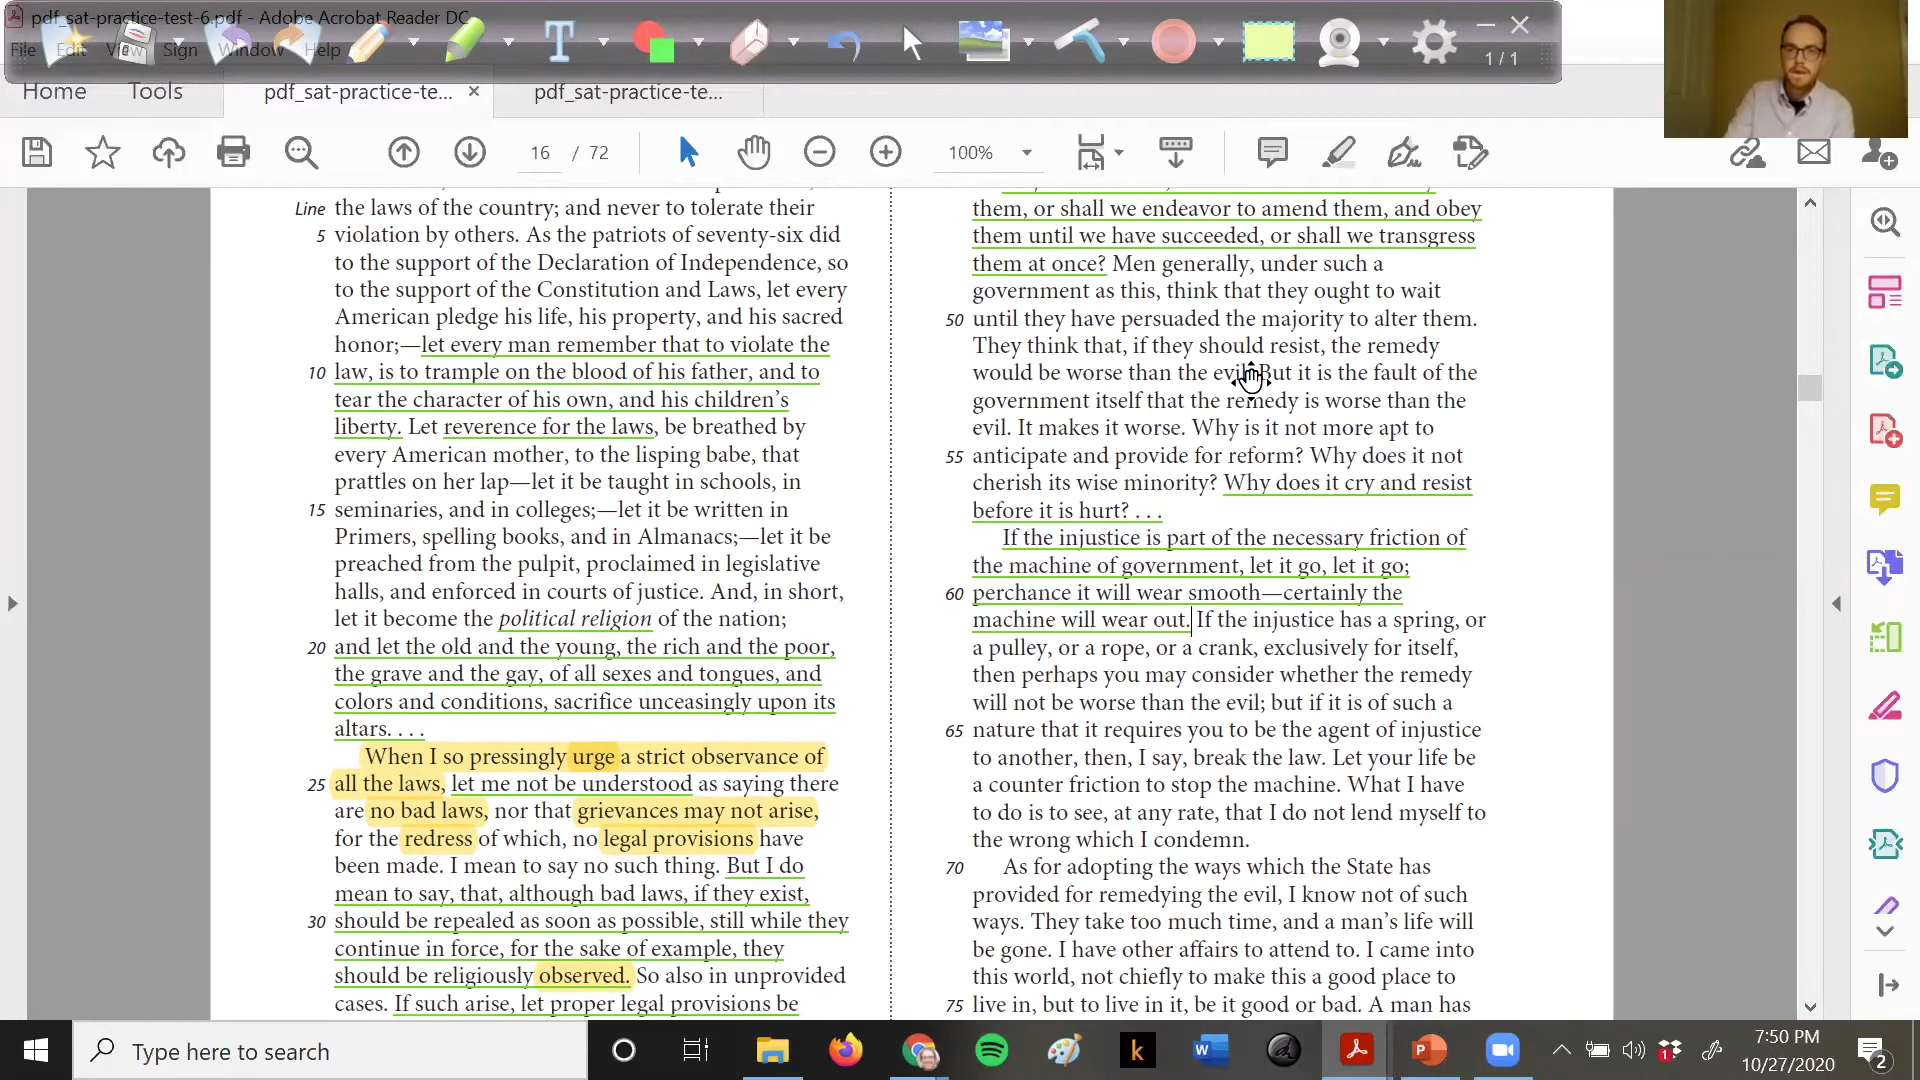 pdf_sat-practice-test-6.pdf - Adobe Acrobat Reader DC
File Edit View Sign Window Help
1 / 1
Home Tools pdf_sat-practice-te... × pdf_sat-practice-te...
16 / 72 100%
Line the laws of the country; and never to tolerate their
5 violation by others. As the patriots of seventy-six did
to the support of the Declaration of Independence, so
to the support of the Constitution and Laws, let every
American pledge his life, his property, and his sacred
honor;—let every man remember that to violate the
10 law, is to trample on the blood of his father, and to
tear the character of his own, and his children's
liberty. Let reverence for the laws, be breathed by
every American mother, to the lisping babe, that
prattles on her lap—let it be taught in schools, in
15 seminaries, and in colleges;—let it be written in
Primers, spelling books, and in Almanacs;—let it be
preached from the pulpit, proclaimed in legislative
halls, and enforced in courts of justice. And, in short,
let it become the political religion of the nation;
20 and let the old and the young, the rich and the poor,
the grave and the gay, of all sexes and tongues, and
colors and conditions, sacrifice unceasingly upon its
altars. . . .
When I so pressingly urge a strict observance of
25 all the laws, let me not be understood as saying there
are no bad laws, nor that grievances may not arise,
for the redress of which, no legal provisions have
been made. I mean to say no such thing. But I do
mean to say, that, although bad laws, if they exist,
30 should be repealed as soon as possible, still while they
continue in force, for the sake of example, they
should be religiously observed. So also in unprovided
cases. If such arise, let proper legal provisions be
them, or shall we endeavor to amend them, and obey
them until we have succeeded, or shall we transgress
them at once? Men generally, under such a
government as this, think that they ought to wait
50 until they have persuaded the majority to alter them.
They think that, if they should resist, the remedy
would be worse than the evil. But it is the fault of the
government itself that the remedy is worse than the
evil. It makes it worse. Why is it not more apt to
55 anticipate and provide for reform? Why does it not
cherish its wise minority? Why does it cry and resist
before it is hurt? . . .
If the injustice is part of the necessary friction of
the machine of government, let it go, let it go;
60 perchance it will wear smooth—certainly the
machine will wear out. If the injustice has a spring, or
a pulley, or a rope, or a crank, exclusively for itself,
then perhaps you may consider whether the remedy
will not be worse than the evil; but if it is of such a
65 nature that it requires you to be the agent of injustice
to another, then, I say, break the law. Let your life be
a counter friction to stop the machine. What I have
to do is to see, at any rate, that I do not lend myself to
the wrong which I condemn.
70 As for adopting the ways which the State has
provided for remedying the evil, I know not of such
ways. They take too much time, and a man's life will
be gone. I have other affairs to attend to. I came into
this world, not chiefly to make this a good place to
75 live in, but to live in it, be it good or bad. A man has
Type here to search
7:50 PM
10/27/2020
2